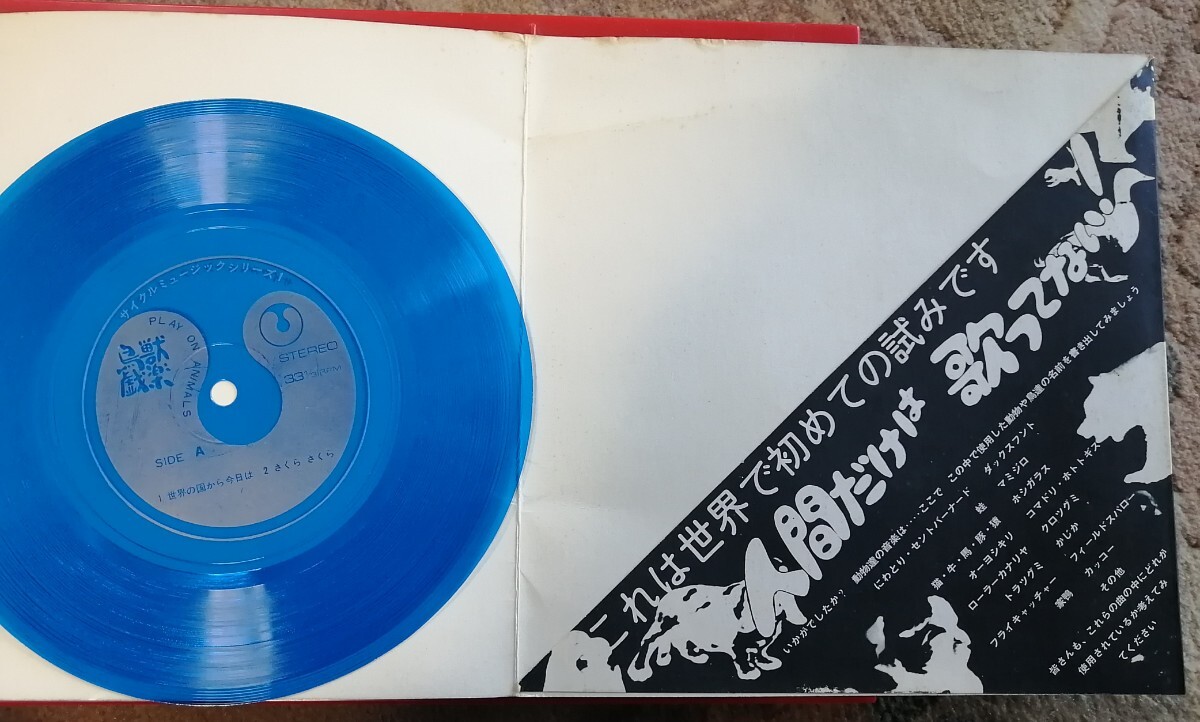 サイクルミュージックシリーズ1
PLAY ON ANIMALS
鳥獣
戯楽
STEREO
33⅓RPM
SIDE A
1 世界の国から今日は 2 さくら さくら
これは世界で初めての試みです
人間だけは 歌ってない!
いかがでしたか? 動物達の音楽は‥‥ここで この中で使用した動物や鳥達の名前を書き出してみましょう
にわとり・セントバーナード ダックスフント
猫・牛・馬・豚・猿 蛙 マミジロ
オーヨシキリ ホシガラス
ローラーカナリヤ コマドリ・ホトトギス
トラツグミ クロツグミ
フライキャッチャー かじか
フィールドスパロー
家鴨 カッコー
その他
皆さんも、これらの曲の中にどれが
使用されているか考えてみ
てください